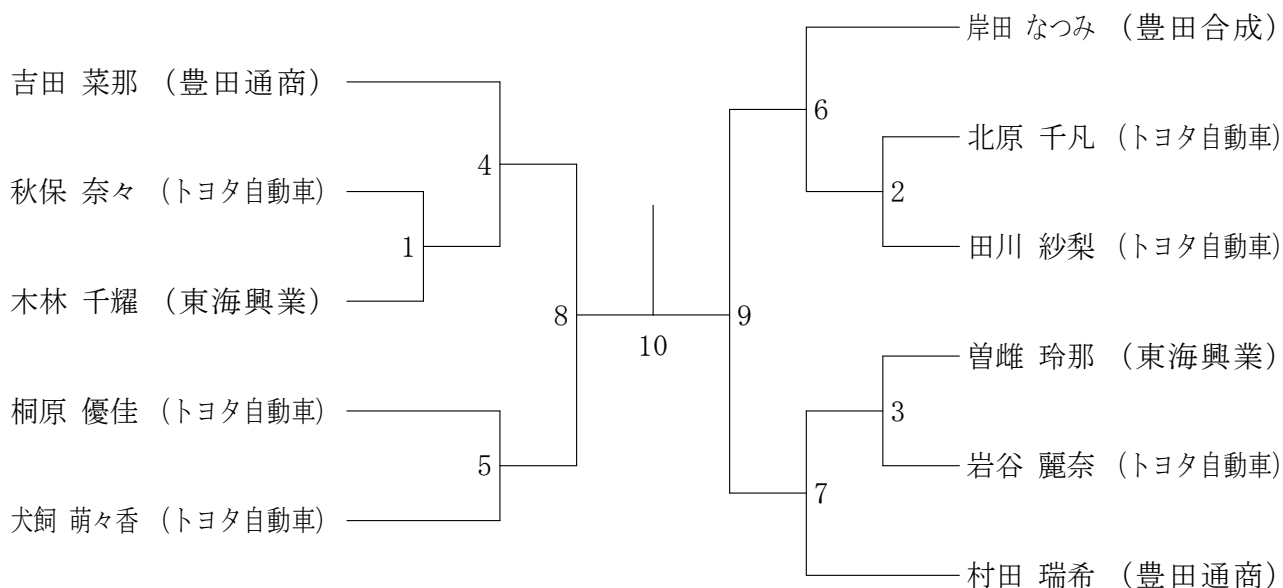 吉田 菜那 （豊田通商）
秋保 奈々 （トヨタ自動車）
木林 千耀 （東海興業）
桐原 優佳 （トヨタ自動車）
犬飼 萌々香 （トヨタ自動車）
1
4
5
8
10
9
6
2
3
7
岸田 なつみ （豊田合成）
北原 千凡 （トヨタ自動車）
田川 紗梨 （トヨタ自動車）
曽雌 玲那 （東海興業）
岩谷 麗奈 （トヨタ自動車）
村田 瑞希 （豊田通商）